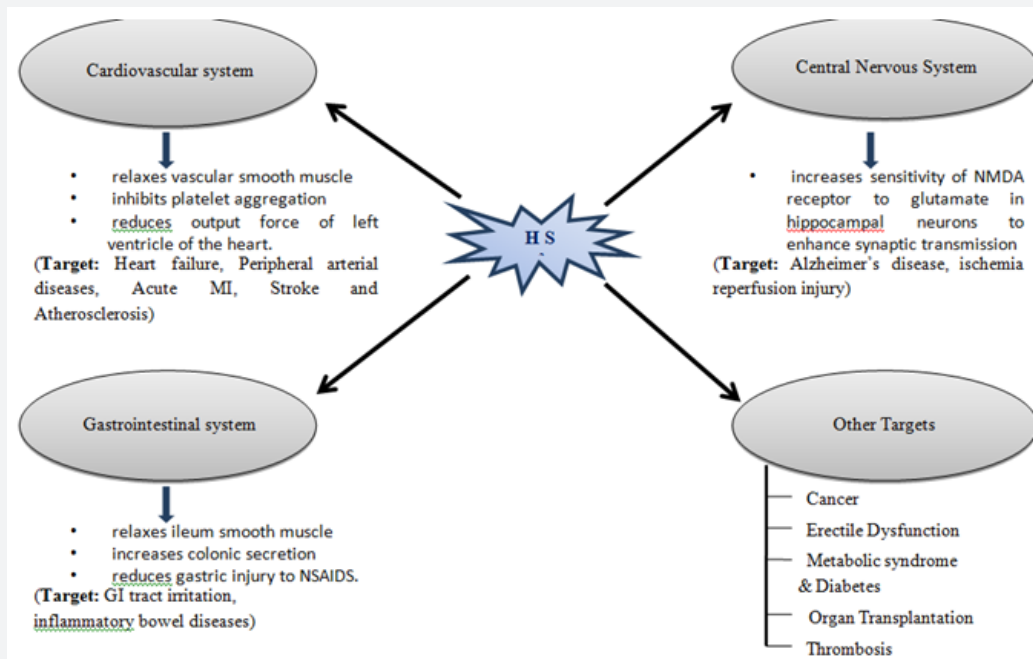 Cardiovascular system
• relaxes vascular smooth muscle
• inhibits platelet aggregation
• reduces output force of left
ventricle of the heart.
(Target: Heart failure, Peripheral arterial
diseases, Acute MI, Stroke and
Atherosclerosis)
Central Nervous System
• increases sensitivity of NMDA
receptor to glutamate in
hippocampal neurons to
enhance synaptic transmission
(Target: Alzheimer's disease, ischemia
reperfusion injury)
H S
Gastrointestinal system
• relaxes ileum smooth muscle
• increases colonic secretion
• reduces gastric injury to NSAIDS.
(Target: GI tract irritation,
inflammatory bowel diseases)
Other Targets
Cancer
Erectile Dysfunction
Metabolic syndrome
& Diabetes
Organ Transplantation
Thrombosis